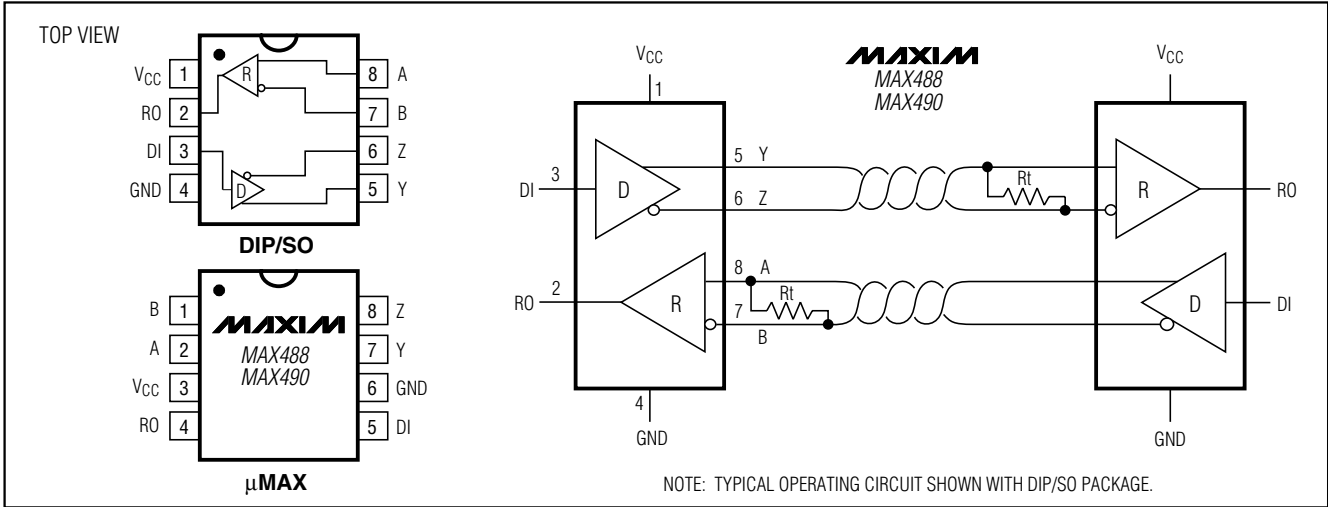 TOP VIEW
VCC 1 8 A
RO 2 7 B
DI 3 6 Z
GND 4 5 Y
R
D
DIP/SO
B 1 8 Z
A 2 7 Y
VCC 3 6 GND
RO 4 5 DI
MAXIM
MAX488
MAX490
µMAX
MAXIM
MAX488
MAX490
VCC
1
VCC
DI 3 D 5 Y
6 Z
Rt
R RO
RO 2 R 8 A
7
B
Rt
D DI
4
GND
GND
NOTE: TYPICAL OPERATING CIRCUIT SHOWN WITH DIP/SO PACKAGE.